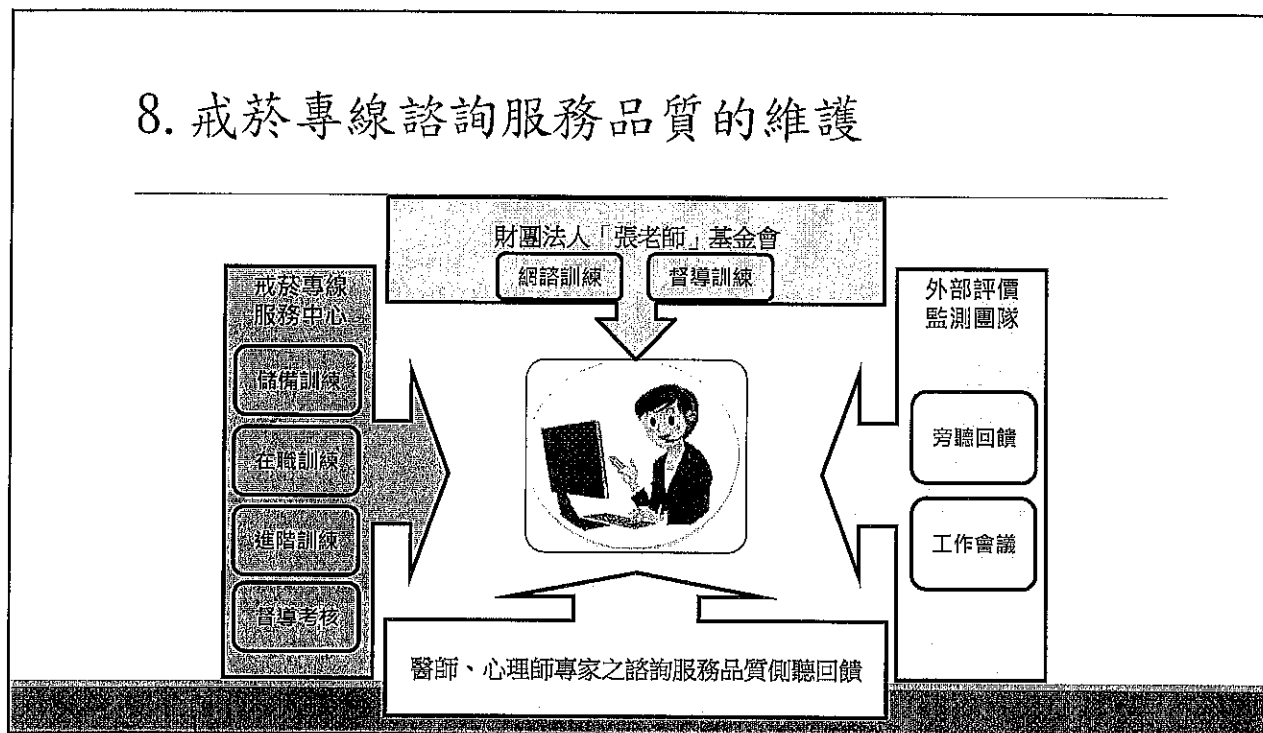 8. 戒菸專線諮詢服務品質的維護
財團法人「張老師」基金會
網諮訓練
督導訓練
戒菸專線
服務中心
儲備訓練
在職訓練
進階訓練
督導考核
外部評價
監測團隊
旁聽回饋
工作會議
醫師、心理師專家之諮詢服務品質側聽回饋